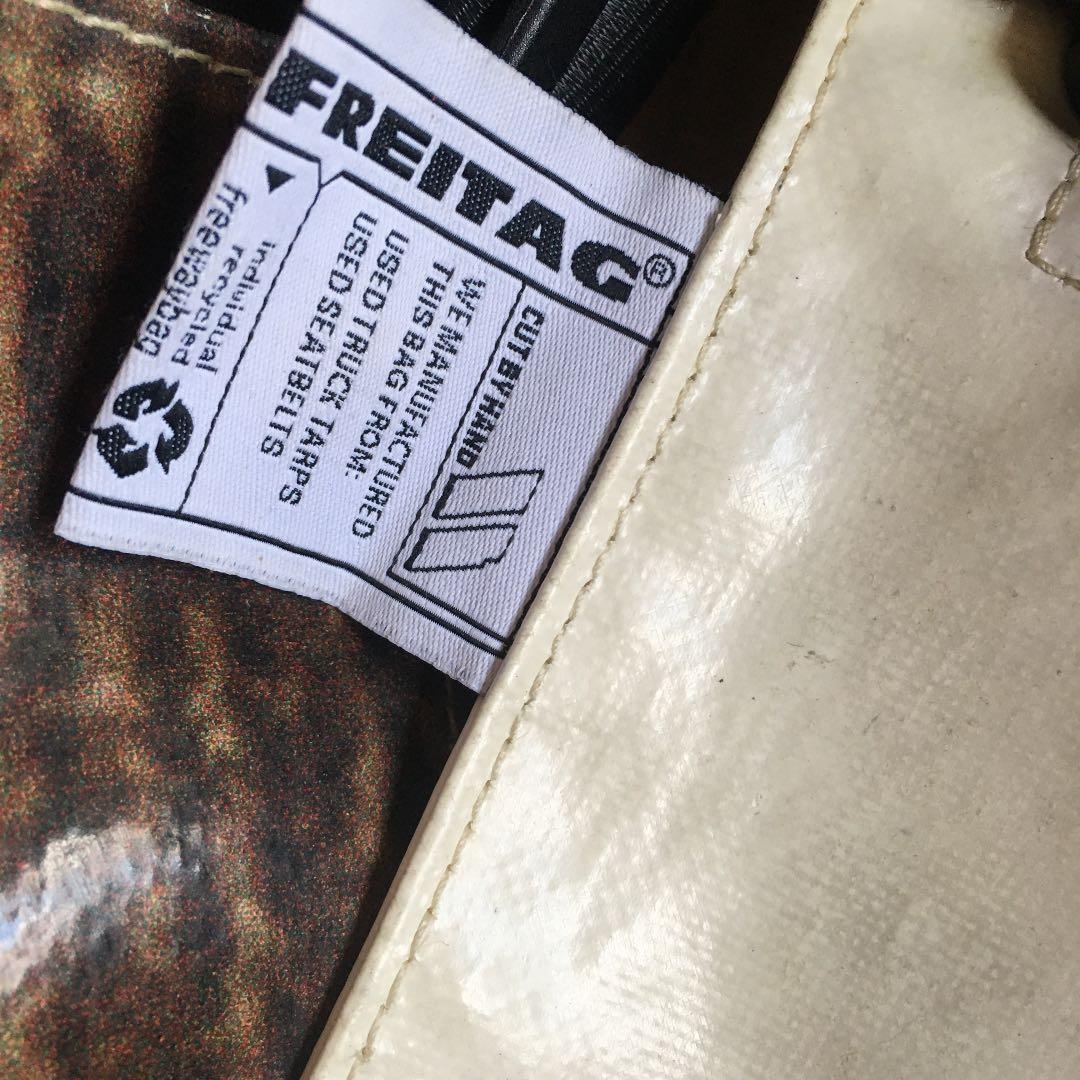 FREITAG®
individual
recycled
freewaybag
CUT BY HAND
WE MANUFACTURED
THIS BAG FROM:
USED TRUCK TARPS
USED SEATBELTS